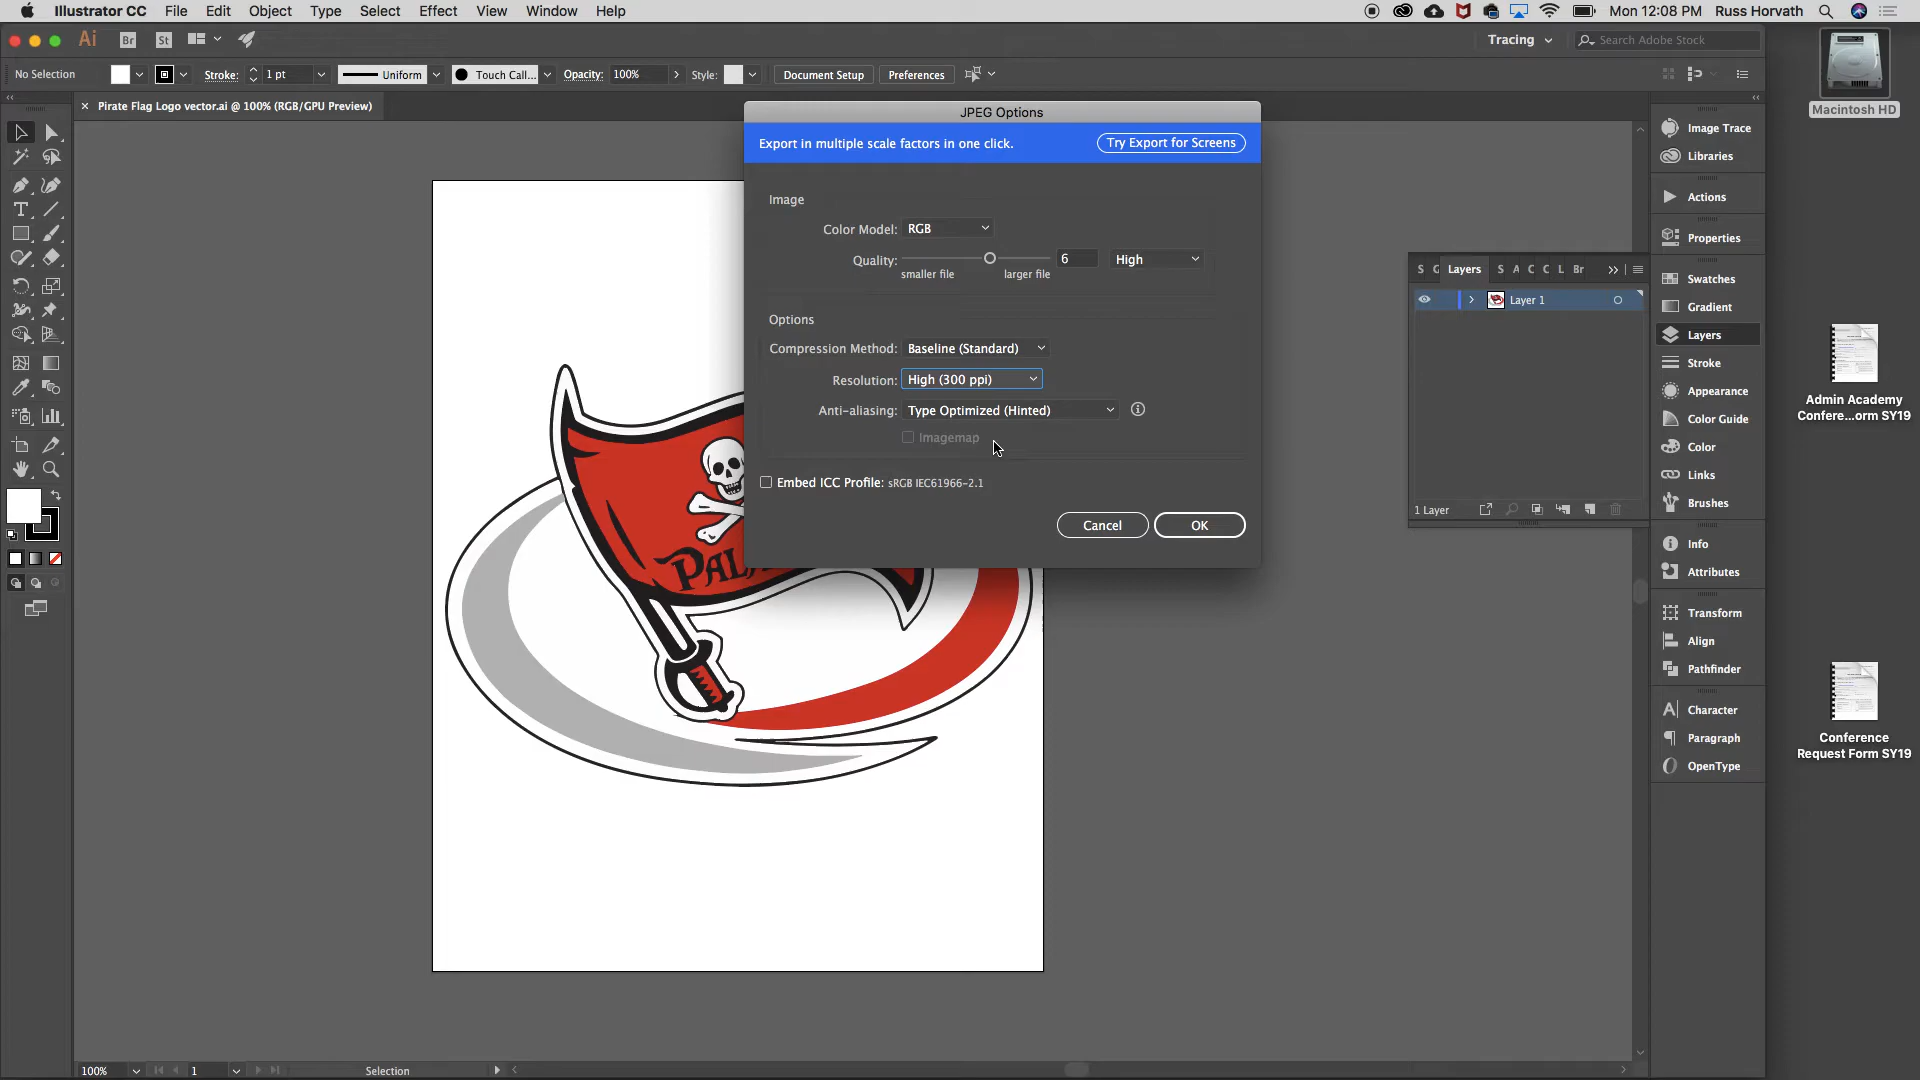 Illustrator CC File Edit Object Type Select Effect View Window Help Mon 12:08 PM Russ Horvath
Ai Br St Tracing Search Adobe Stock
No Selection Stroke: 1 pt Uniform Touch Call... Opacity: 100% Style: Document Setup Preferences
× Pirate Flag Logo vector.ai @ 100% (RGB/GPU Preview)
Macintosh HD
JPEG Options
Export in multiple scale factors in one click. Try Export for Screens
Image
Color Model: RGB
Quality: 6 High
smaller file larger file
Options
Compression Method: Baseline (Standard)
Resolution: High (300 ppi)
Anti-aliasing: Type Optimized (Hinted)
Imagemap
Embed ICC Profile: sRGB IEC61966-2.1
Cancel OK
S Layers S A C C L Br
Layer 1
1 Layer
Image Trace
Libraries
Actions
Properties
Swatches
Gradient
Layers
Stroke
Appearance
Color Guide
Color
Links
Brushes
Info
Attributes
Transform
Align
Pathfinder
Character
Paragraph
OpenType
Admin Academy
Confere...orm SY19
Conference
Request Form SY19
100% 1 Selection